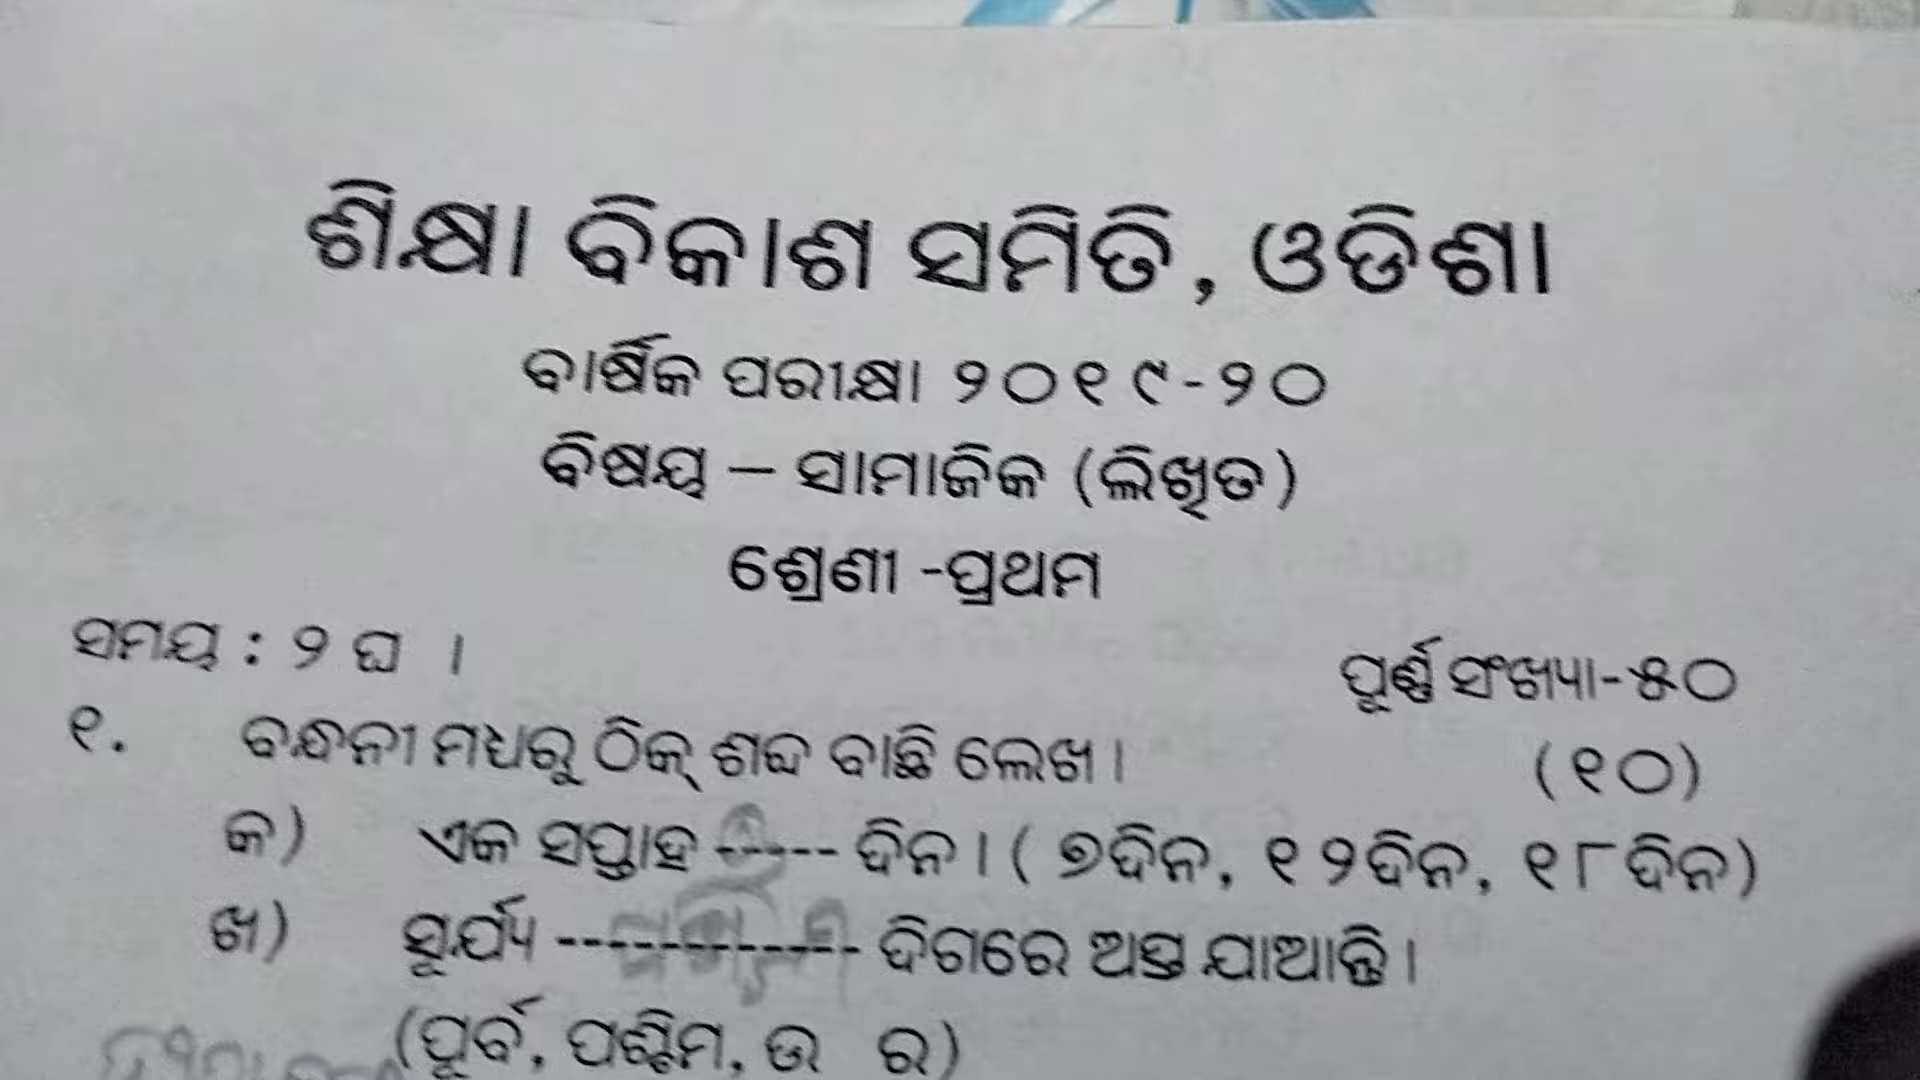 ଶିକ୍ଷା ବିକାଶ ସମିତି, ଓଡିଶା
ବାର୍ଷିକ ପରୀକ୍ଷା ୨୦୧୯-୨୦
ବିଷୟ – ସାମାଜିକ (ଲିଖିତ)
ଶ୍ରେଣୀ -ପ୍ରଥମ
ସମୟ : ୨ ଘ । ପୂର୍ଣ୍ଣ ସଂଖ୍ୟା-୫୦
୧. ବନ୍ଧନୀ ମଧ୍ୟରୁ ଠିକ୍ ଶବ୍ଦ ବାଛି ଲେଖ। (୧୦)
କ) ଏକ ସପ୍ତାହ ----- ଦିନ। ( ୭ଦିନ, ୧୨ଦିନ, ୧୮ଦିନ)
ଖ) ସୂର୍ଯ୍ୟ ------------ ଦିଗରେ ଅସ୍ତ ଯାଆନ୍ତି।
(ପୂର୍ବ, ପଶ୍ଚିମ, ଉ ର)